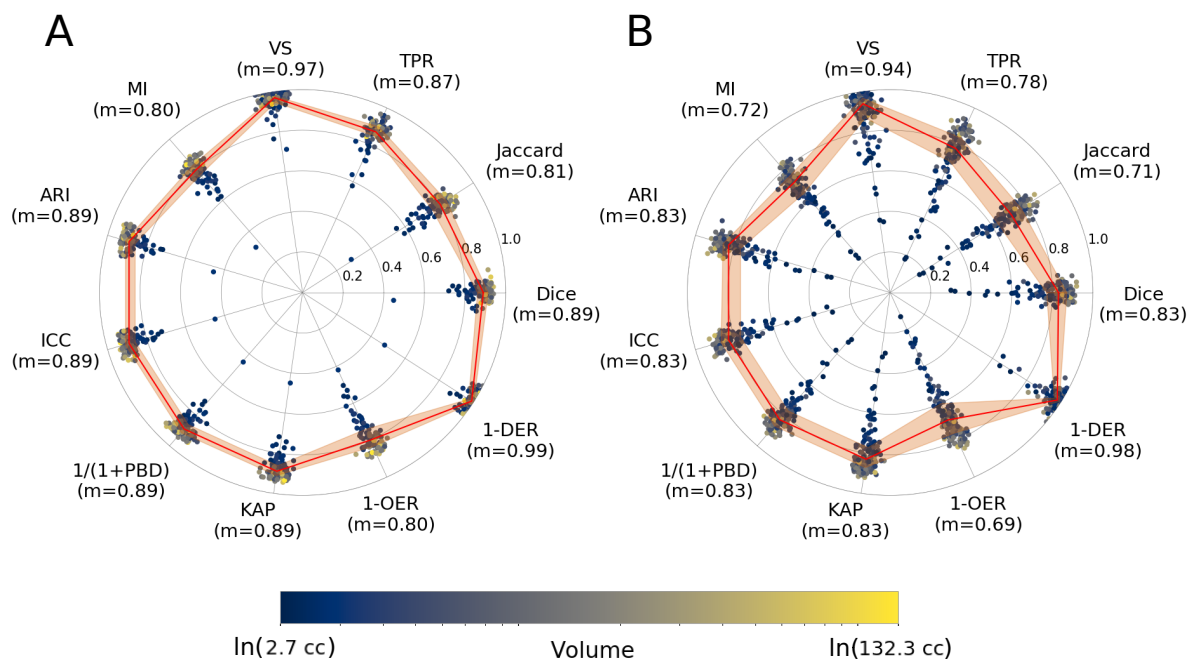 A
VS
(m=0.97)
TPR
(m=0.87)
MI
(m=0.80)
Jaccard
(m=0.81)
ARI
(m=0.89)
1.0
0.8
0.6
0.4
0.2
Dice
(m=0.89)
ICC
(m=0.89)
1-DER
(m=0.99)
1/(1+PBD)
(m=0.89)
KAP
(m=0.89)
1-OER
(m=0.80)
B
VS
(m=0.94)
TPR
(m=0.78)
MI
(m=0.72)
Jaccard
(m=0.71)
ARI
(m=0.83)
1.0
0.8
0.6
0.4
0.2
Dice
(m=0.83)
ICC
(m=0.83)
1-DER
(m=0.98)
1/(1+PBD)
(m=0.83)
KAP
(m=0.83)
1-OER
(m=0.69)
ln(2.7 cc)
Volume
ln(132.3 cc)